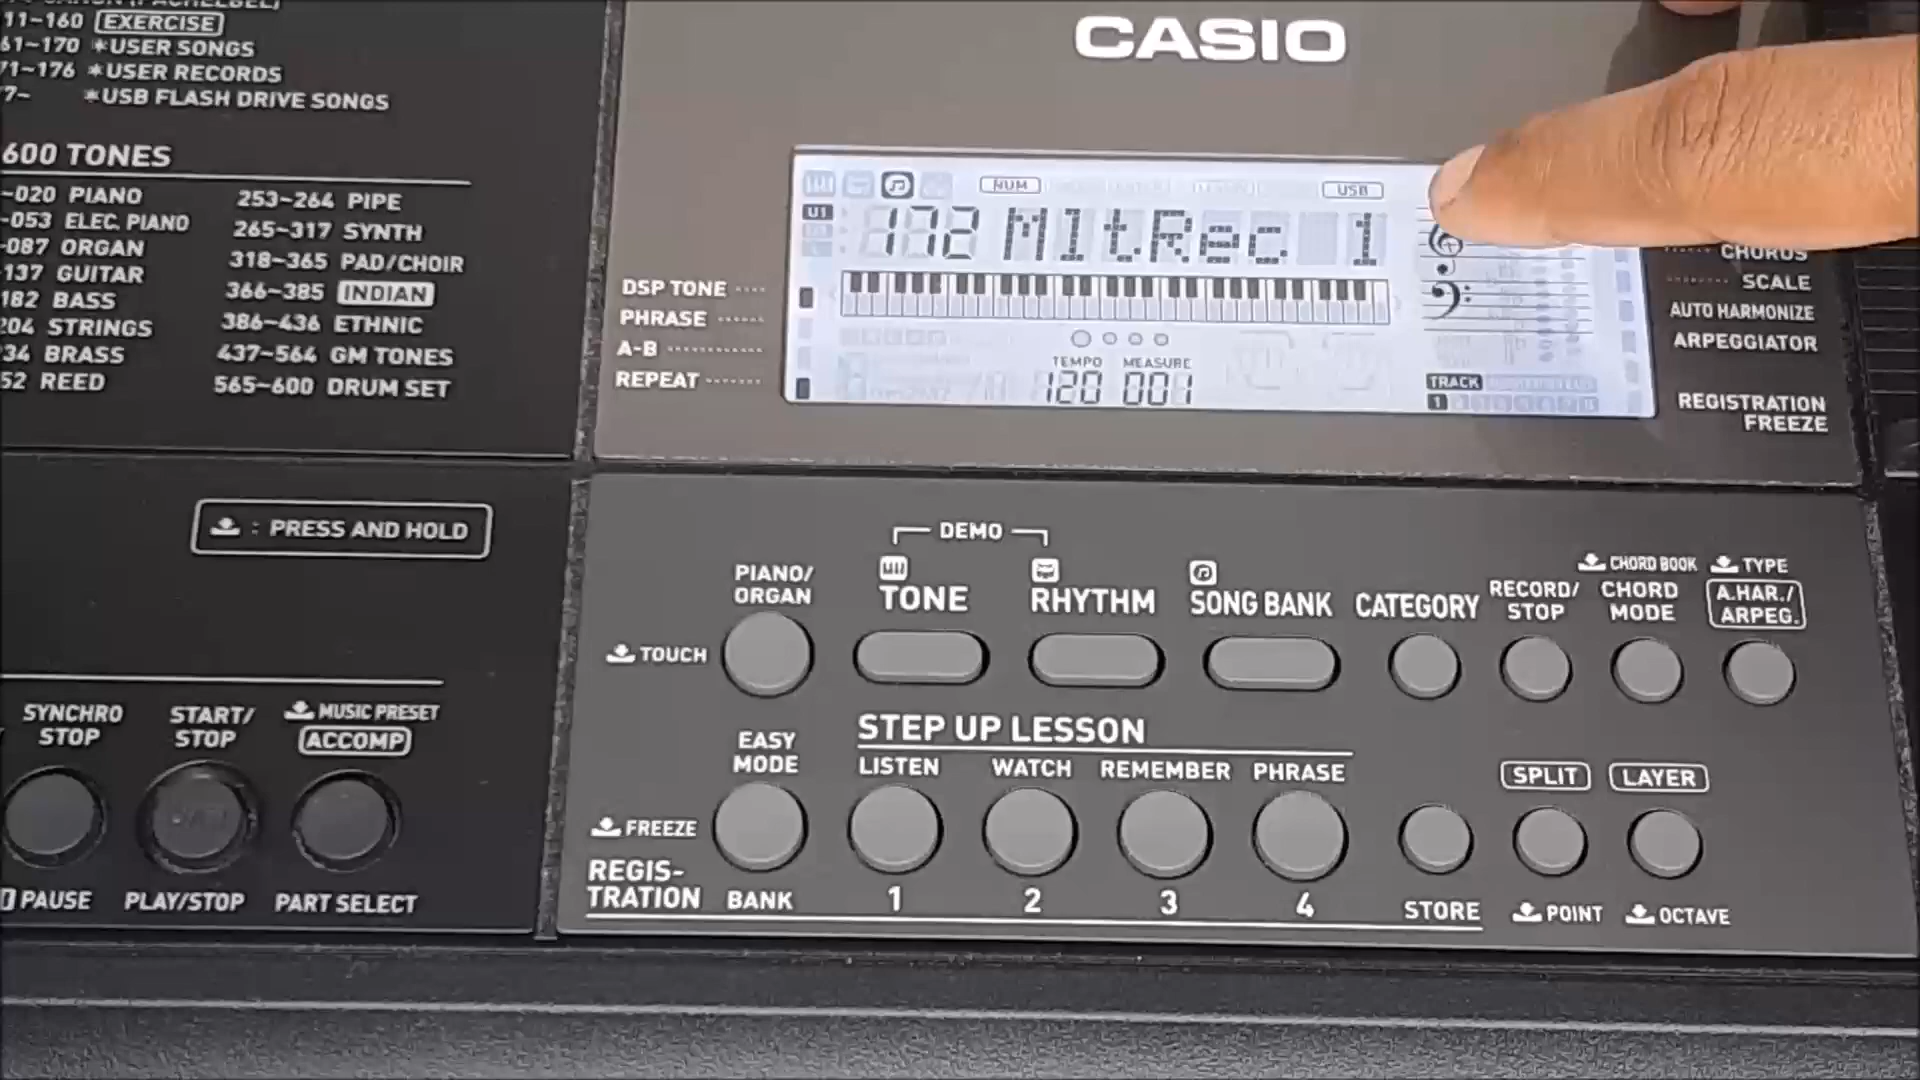 11~160 EXERCISE
61~170 *USER SONGS
71~176 *USER RECORDS
7~ *USB FLASH DRIVE SONGS
600 TONES
~020 PIANO
~053 ELEC. PIANO
~087 ORGAN
~137 GUITAR
182 BASS
204 STRINGS
34 BRASS
52 REED
253~264 PIPE
265~317 SYNTH
318~365 PAD/CHOIR
366~385 INDIAN
386~436 ETHNIC
437~564 GM TONES
565~600 DRUM SET
CASIO
NUM
USB
U1
172 MltRec 1
TEMPO MEASURE
120 001
TRACK
1
DSP TONE
PHRASE
A-B
REPEAT
CHORUS
SCALE
AUTO HARMONIZE
ARPEGGIATOR
REGISTRATION
FREEZE
: PRESS AND HOLD
SYNCHRO
STOP
START/
STOP
MUSIC PRESET
ACCOMP
PAUSE
PLAY/STOP
PART SELECT
DEMO
PIANO/
ORGAN
TONE
RHYTHM
SONG BANK
CATEGORY
RECORD/
STOP
CHORD BOOK
CHORD
MODE
TYPE
A.HAR./
ARPEG.
TOUCH
STEP UP LESSON
EASY
MODE
LISTEN
WATCH
REMEMBER
PHRASE
SPLIT
LAYER
FREEZE
REGIS-
TRATION
BANK
1
2
3
4
STORE
POINT
OCTAVE